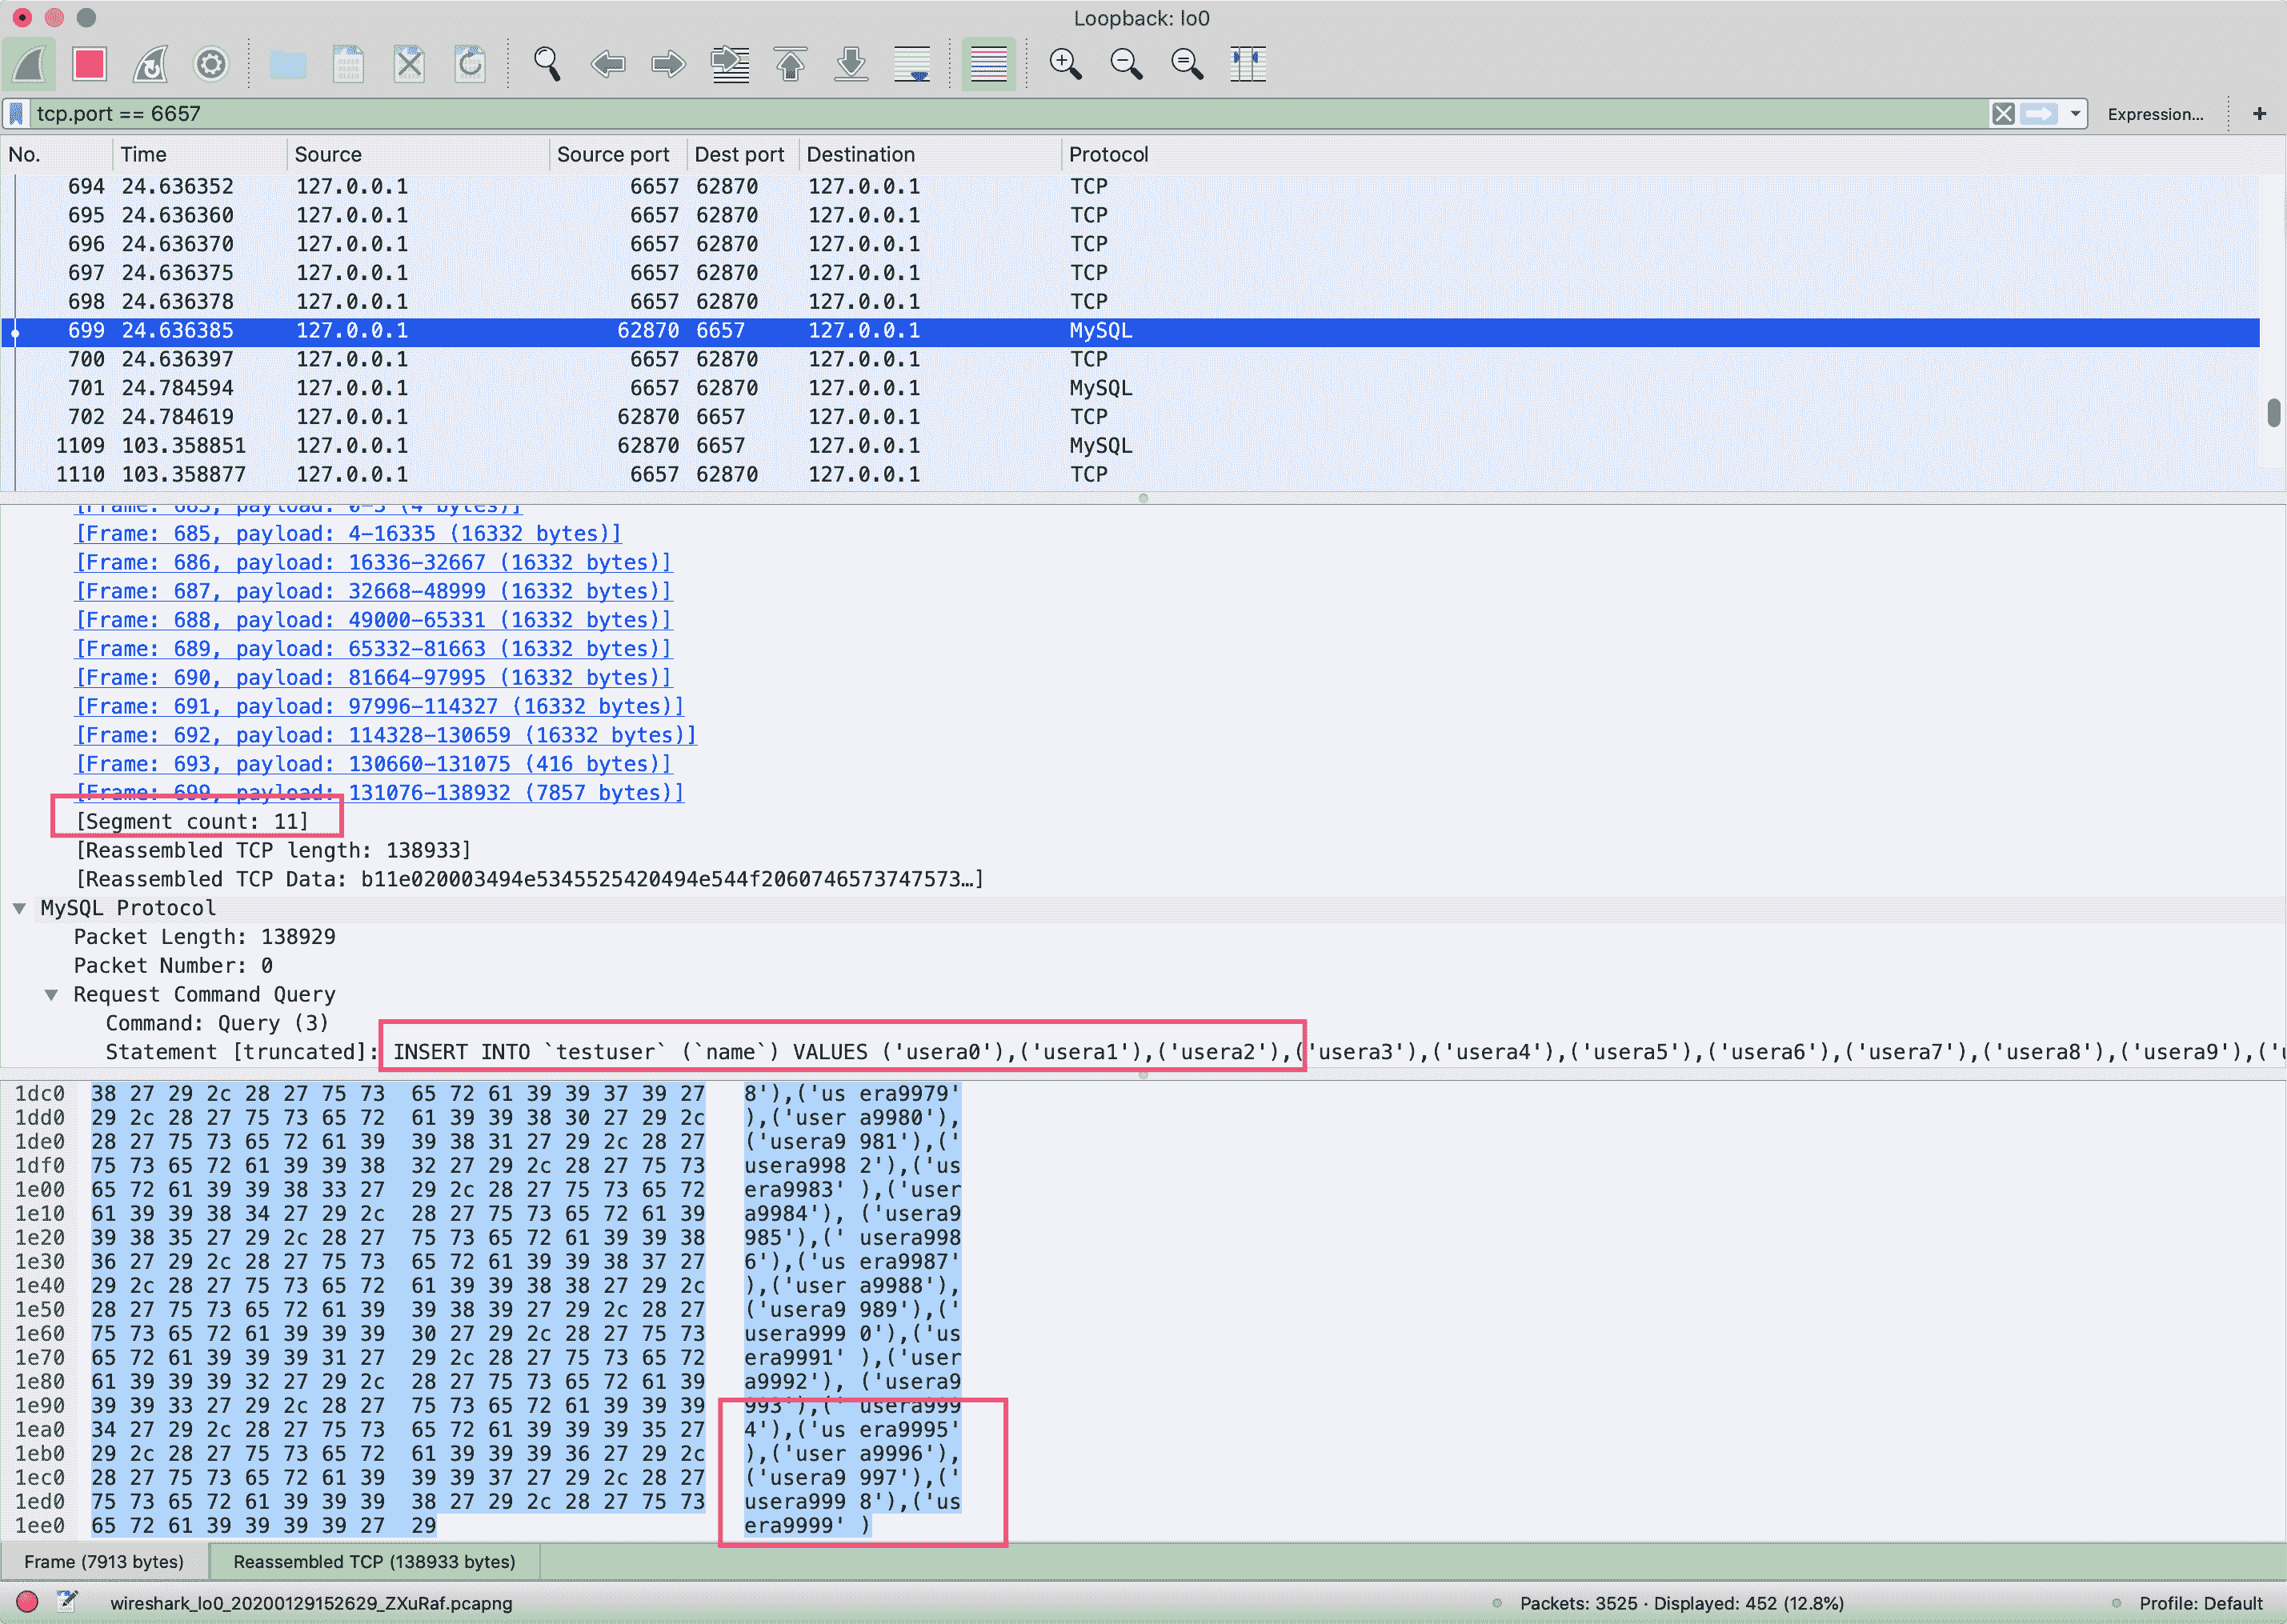 Loopback: lo0
tcp.port == 6657
Expression…
+
No. Time Source Source port Dest port Destination Protocol
694 24.636352 127.0.0.1 6657 62870 127.0.0.1 TCP
695 24.636360 127.0.0.1 6657 62870 127.0.0.1 TCP
696 24.636370 127.0.0.1 6657 62870 127.0.0.1 TCP
697 24.636375 127.0.0.1 6657 62870 127.0.0.1 TCP
698 24.636378 127.0.0.1 6657 62870 127.0.0.1 TCP
699 24.636385 127.0.0.1 62870 6657 127.0.0.1 MySQL
700 24.636397 127.0.0.1 6657 62870 127.0.0.1 TCP
701 24.784594 127.0.0.1 6657 62870 127.0.0.1 MySQL
702 24.784619 127.0.0.1 62870 6657 127.0.0.1 TCP
1109 103.358851 127.0.0.1 62870 6657 127.0.0.1 MySQL
1110 103.358877 127.0.0.1 6657 62870 127.0.0.1 TCP
[Frame: 685, payload: 4-16335 (16332 bytes)]
[Frame: 686, payload: 16336-32667 (16332 bytes)]
[Frame: 687, payload: 32668-48999 (16332 bytes)]
[Frame: 688, payload: 49000-65331 (16332 bytes)]
[Frame: 689, payload: 65332-81663 (16332 bytes)]
[Frame: 690, payload: 81664-97995 (16332 bytes)]
[Frame: 691, payload: 97996-114327 (16332 bytes)]
[Frame: 692, payload: 114328-130659 (16332 bytes)]
[Frame: 693, payload: 130660-131075 (416 bytes)]
[Frame: 699, payload: 131076-138932 (7857 bytes)]
[Segment count: 11]
[Reassembled TCP length: 138933]
[Reassembled TCP Data: b11e020003494e5345525420494e544f2060746573747573…]
MySQL Protocol
Packet Length: 138929
Packet Number: 0
Request Command Query
Command: Query (3)
Statement [truncated]: INSERT INTO `testuser` (`name`) VALUES ('usera0'),('usera1'),('usera2'),('usera3'),('usera4'),('usera5'),('usera6'),('usera7'),('usera8'),('usera9'),('u
1dc0 38 27 29 2c 28 27 75 73 65 72 61 39 39 37 39 27 8'),('us era9979'
1dd0 29 2c 28 27 75 73 65 72 61 39 39 38 30 27 29 2c ),('user a9980'),
1de0 28 27 75 73 65 72 61 39 39 38 31 27 29 2c 28 27 ('usera9 981'),('
1df0 75 73 65 72 61 39 39 38 32 27 29 2c 28 27 75 73 usera998 2'),('us
1e00 65 72 61 39 39 38 33 27 29 2c 28 27 75 73 65 72 era9983' ),('user
1e10 61 39 39 38 34 27 29 2c 28 27 75 73 65 72 61 39 a9984'), ('usera9
1e20 39 38 35 27 29 2c 28 27 75 73 65 72 61 39 39 38 985'),(' usera998
1e30 36 27 29 2c 28 27 75 73 65 72 61 39 39 38 37 27 6'),('us era9987'
1e40 29 2c 28 27 75 73 65 72 61 39 39 38 38 27 29 2c ),('user a9988'),
1e50 28 27 75 73 65 72 61 39 39 38 39 27 29 2c 28 27 ('usera9 989'),('
1e60 75 73 65 72 61 39 39 39 30 27 29 2c 28 27 75 73 usera999 0'),('us
1e70 65 72 61 39 39 39 31 27 29 2c 28 27 75 73 65 72 era9991' ),('user
1e80 61 39 39 39 32 27 29 2c 28 27 75 73 65 72 61 39 a9992'), ('usera9
1e90 39 39 33 27 29 2c 28 27 75 73 65 72 61 39 39 39 993'),(' usera999
1ea0 34 27 29 2c 28 27 75 73 65 72 61 39 39 39 35 27 4'),('us era9995'
1eb0 29 2c 28 27 75 73 65 72 61 39 39 39 36 27 29 2c ),('user a9996'),
1ec0 28 27 75 73 65 72 61 39 39 39 37 27 29 2c 28 27 ('usera9 997'),('
1ed0 75 73 65 72 61 39 39 39 38 27 29 2c 28 27 75 73 usera999 8'),('us
1ee0 65 72 61 39 39 39 39 27 29 era9999' )
Frame (7913 bytes) Reassembled TCP (138933 bytes)
wireshark_lo0_20200129152629_ZXuRaf.pcapng Packets: 3525 · Displayed: 452 (12.8%) Profile: Default